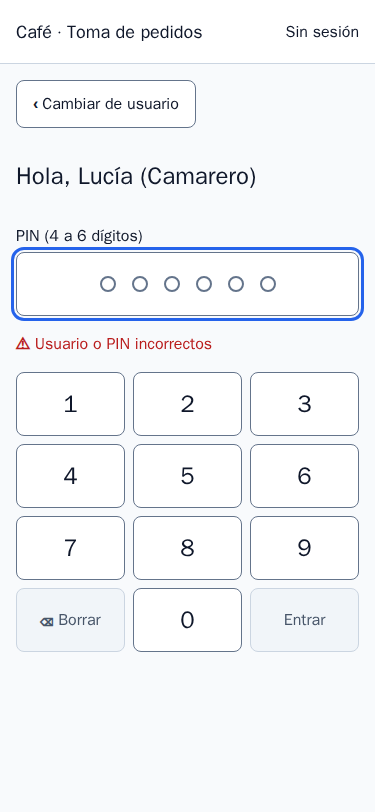 Café · Toma de pedidos
Sin sesión
‹ Cambiar de usuario
Hola, Lucía (Camarero)
PIN (4 a 6 dígitos)
⚠ Usuario o PIN incorrectos
1 2 3
4 5 6
7 8 9
⌫ Borrar 0 Entrar